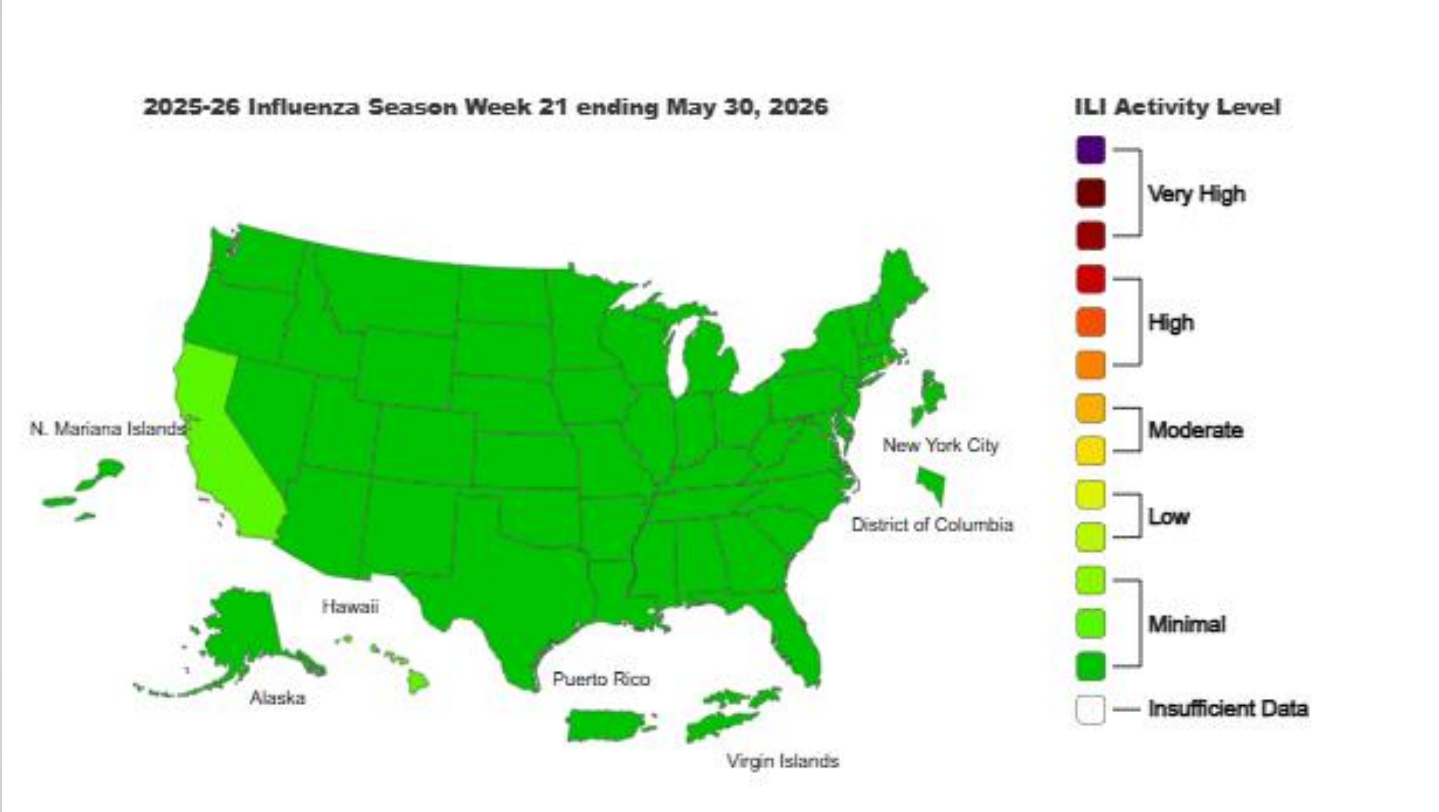 2025-26 Influenza Season Week 21 ending May 30, 2026
ILI Activity Level
Very High
High
Moderate
Low
Minimal
Insufficient Data
N. Mariana Islands
New York City
District of Columbia
Hawaii
Alaska
Puerto Rico
Virgin Islands